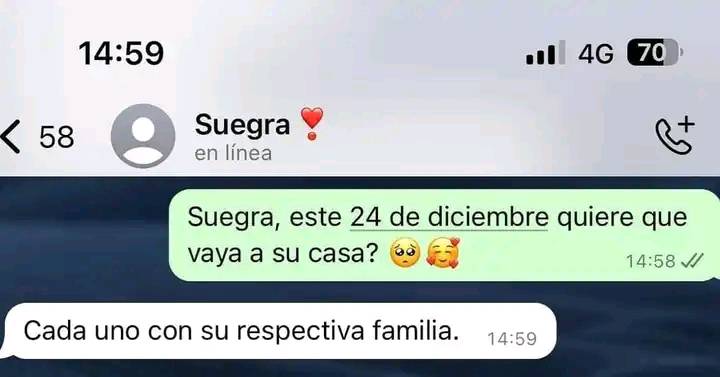 14:59 4G 70
58 Suegra❣️
en línea
Suegra, este 24 de diciembre quiere que
vaya a su casa? 🥺🥰 14:58
Cada uno con su respectiva familia. 14:59